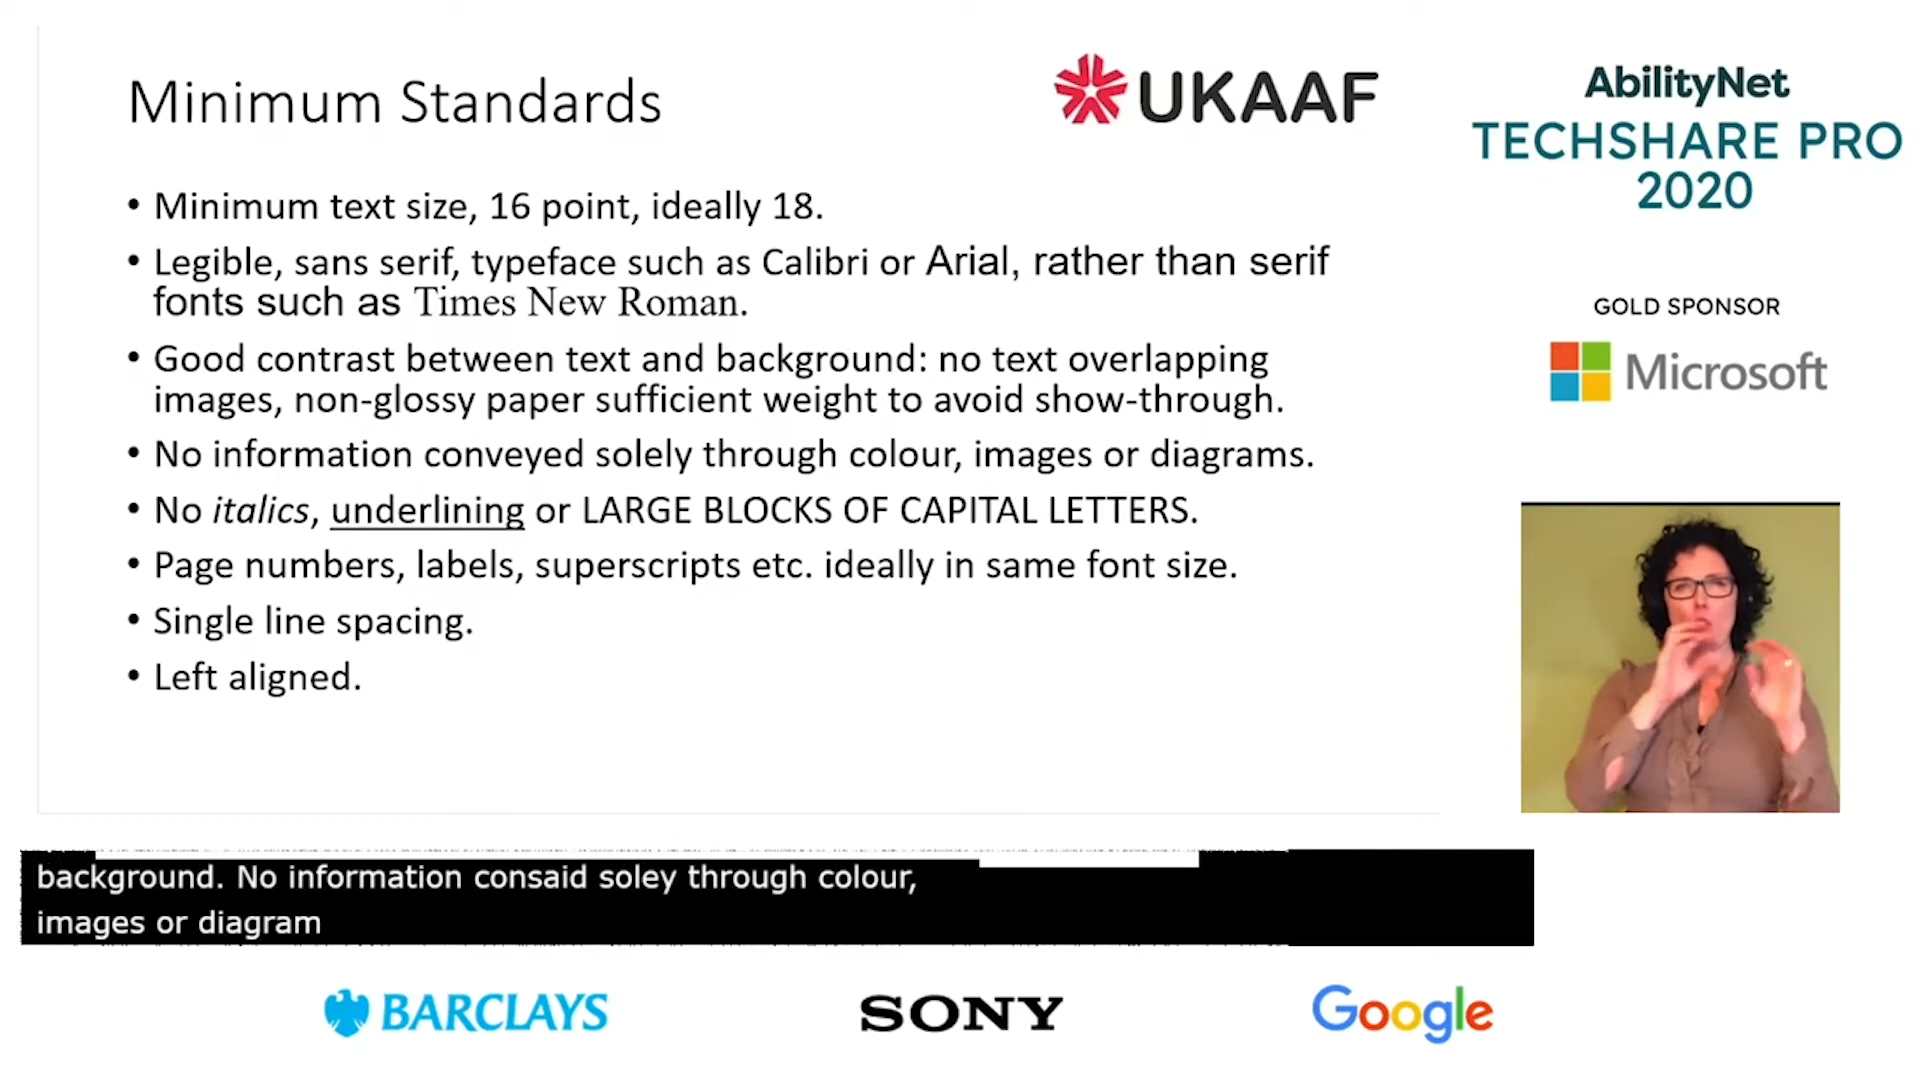 Minimum Standards
UKAAF
• Minimum text size, 16 point, ideally 18.
• Legible, sans serif, typeface such as Calibri or Arial, rather than serif
fonts such as Times New Roman.
• Good contrast between text and background: no text overlapping
images, non-glossy paper sufficient weight to avoid show-through.
• No information conveyed solely through colour, images or diagrams.
• No italics, underlining or LARGE BLOCKS OF CAPITAL LETTERS.
• Page numbers, labels, superscripts etc. ideally in same font size.
• Single line spacing.
• Left aligned.
AbilityNet
TECHSHARE PRO
2020
GOLD SPONSOR
Microsoft
background. No information consaid soley through colour,
images or diagram
BARCLAYS
SONY
Google